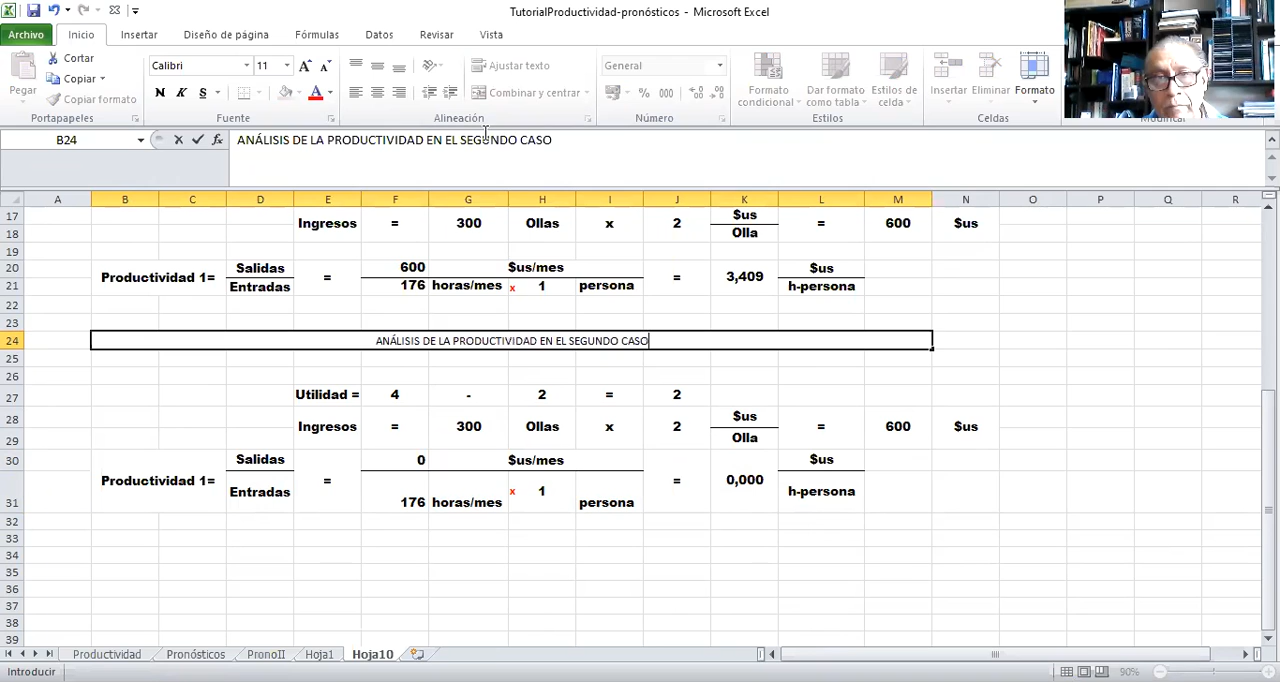 TutorialProductividad-pronósticos - Microsoft Excel
Archivo Inicio Insertar Diseño de página Fórmulas Datos Revisar Vista
Pegar Cortar Copiar Copiar formato Portapapeles
Calibri 11 N K S A A A Fuente
Ajustar texto Combinar y centrar Alineación
General % 000 Número
Formato condicional Dar formato como tabla Estilos de celda Estilos
Insertar Eliminar Formato Celdas
Modificar
B24 fx ANÁLISIS DE LA PRODUCTIVIDAD EN EL SEGUNDO CASO
A B C D E F G H I J K L M N O P Q R
17 Ingresos = 300 Ollas x 2 $us = 600 $us
18 Olla
19
20 Productividad 1= Salidas = 600 $us/mes = 3,409 $us
21 Entradas 176 horas/mes x 1 persona h-persona
22
23
24 ANÁLISIS DE LA PRODUCTIVIDAD EN EL SEGUNDO CASO
25
26
27 Utilidad = 4 - 2 = 2
28 Ingresos = 300 Ollas x 2 $us = 600 $us
29 Olla
30 Productividad 1= Salidas = 0 $us/mes = 0,000 $us
31 Entradas 176 horas/mes x 1 persona h-persona
32
33
34
35
36
37
38
39
Productividad Pronósticos PronoII Hoja1 Hoja10
Introducir 90%